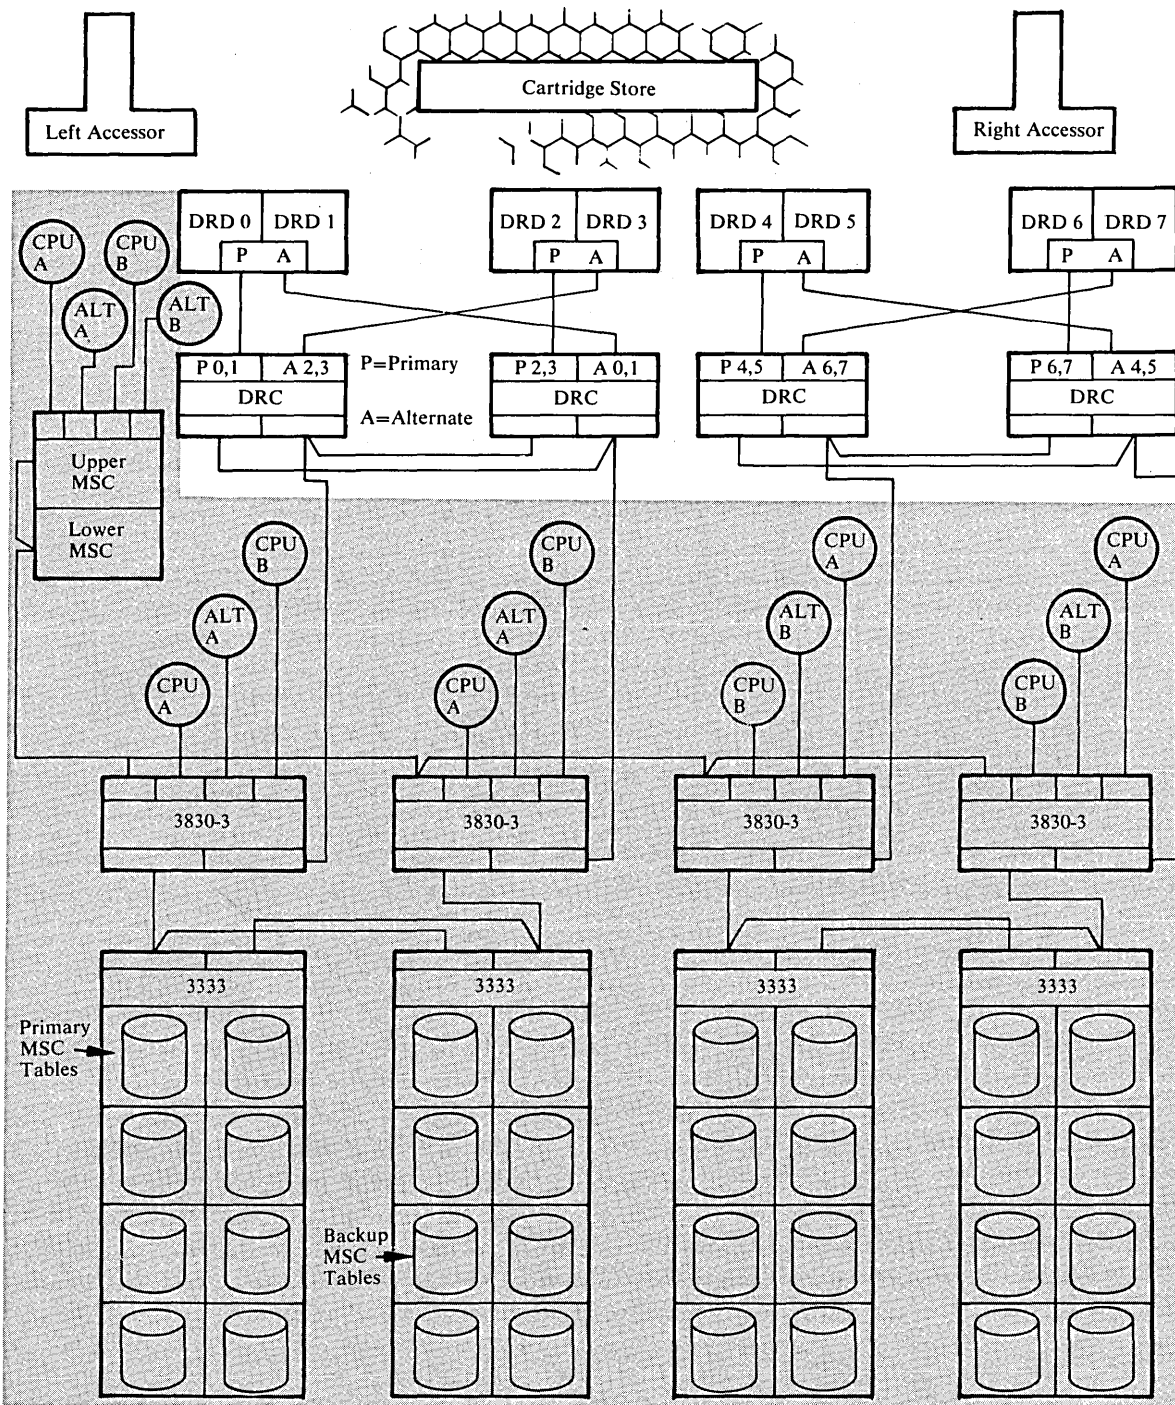 Cartridge Store
Left Accessor
Right Accessor
DRD 0 DRD 1
P A
DRD 2 DRD 3
P A
DRD 4 DRD 5
P A
DRD 6 DRD 7
P A
CPU
A
CPU
B
ALT
A
ALT
B
P 0,1 A 2,3
DRC
P=Primary
A=Alternate
P 2,3 A 0,1
DRC
P 4,5 A 6,7
DRC
P 6,7 A 4,5
DRC
Upper
MSC
Lower
MSC
CPU
B
ALT
A
CPU
A
CPU
B
ALT
A
CPU
A
CPU
A
ALT
B
CPU
B
CPU
A
ALT
B
CPU
B
3830-3
3830-3
3830-3
3830-3
3333
3333
3333
3333
Primary
MSC
Tables
Backup
MSC
Tables